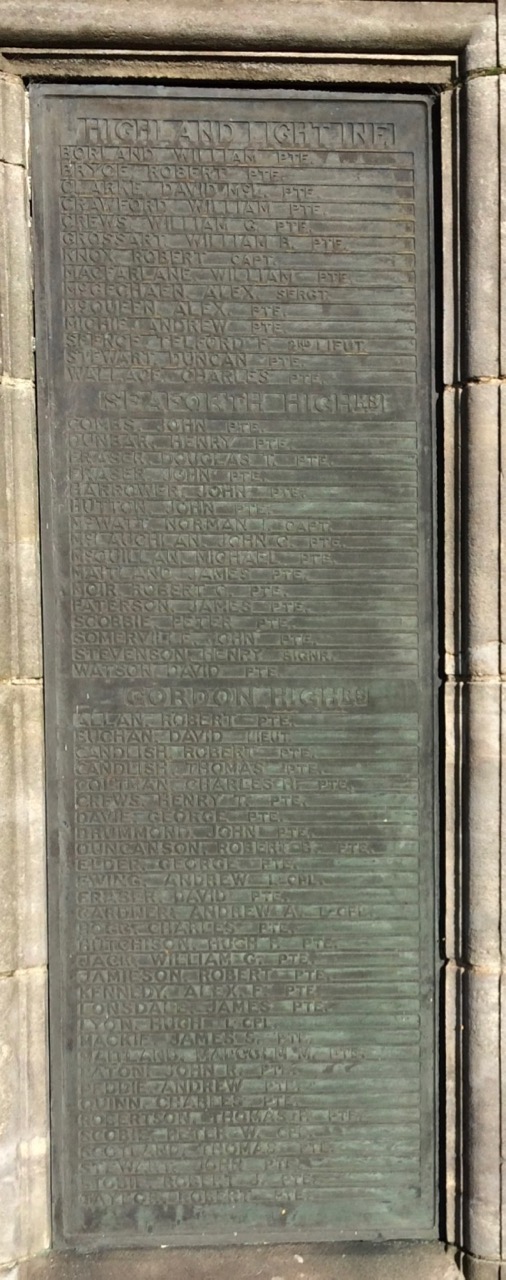 HIGHLAND LIGHT INF.
BORLAND WILLIAM PTE.
BRYCE ROBERT PTE.
CLARKE DAVID McL. PTE.
CRAWFORD WILLIAM PTE.
CREWS WILLIAM G. PTE.
GROSSART WILLIAM B. PTE.
KNOX ROBERT CAPT.
MACFARLANE WILLIAM PTE.
McGECHAEN ALEX. SERGT.
McQUEEN ALEX. PTE.
MICHIE ANDREW PTE.
SPENCE TELFORD F. 2ND LIEUT.
STEWART DUNCAN PTE.
WALLACE CHARLES PTE.
SEAFORTH HIGHRS
COMBS, JOHN PTE.
DUNBAR, HENRY PTE.
FRASER, DOUGLAS T. PTE.
FRASER, JOHN PTE.
HARROWER, JOHN PTE.
HUTTON, JOHN PTE.
McWATT, NORMAN I. CAPT.
McLAUCHLAN, JOHN C. PTE.
McQUILLAN, MICHAEL PTE.
MAITLAND, JAMES PTE.
MOIR, ROBERT C. PTE.
PATERSON, JAMES PTE.
SCOBBIE, PETER PTE.
SOMERVILLE, JOHN PTE.
STEVENSON, HENRY SIGNR.
WATSON, DAVID PTE.
GORDON HIGHRS
ALLAN, ROBERT PTE.
BUCHAN, DAVID LIEUT.
CANDLISH, ROBERT PTE.
CANDLISH, THOMAS PTE.
COLTMAN, CHARLES PTE.
CREWS, HENRY T. PTE.
DAVIE, GEORGE PTE.
DRUMMOND, JOHN PTE.
DUNCANSON, ROBERT PTE.
ELDER, GEORGE PTE.
EWING, ANDREW L-CPL.
FRASER, DAVID PTE.
GARDNER, ANDREW A. L-CPL.
HOGG, CHARLES PTE.
HUTCHISON, HUGH PTE.
JACK, WILLIAM G. PTE.
JAMIESON, ROBERT PTE.
KENNEDY, ALEX. F. PTE.
LONSDALE, JAMES PTE.
LYON, HUGH L-CPL.
MACKIE, JAMES S. PTE.
MAITLAND, MALCOLM M. PTE.
PATON, JOHN R. PTE.
PEDDIE, ANDREW PTE.
QUINN, CHARLES PTE.
ROBERTSON, THOMAS PTE.
SCOBIE, PETER W.
SCOTLAND, THOMAS PTE.
STEWART, JOHN PTE.
ROBERT S. PTE.
TAYLOR, ROBERT PTE.